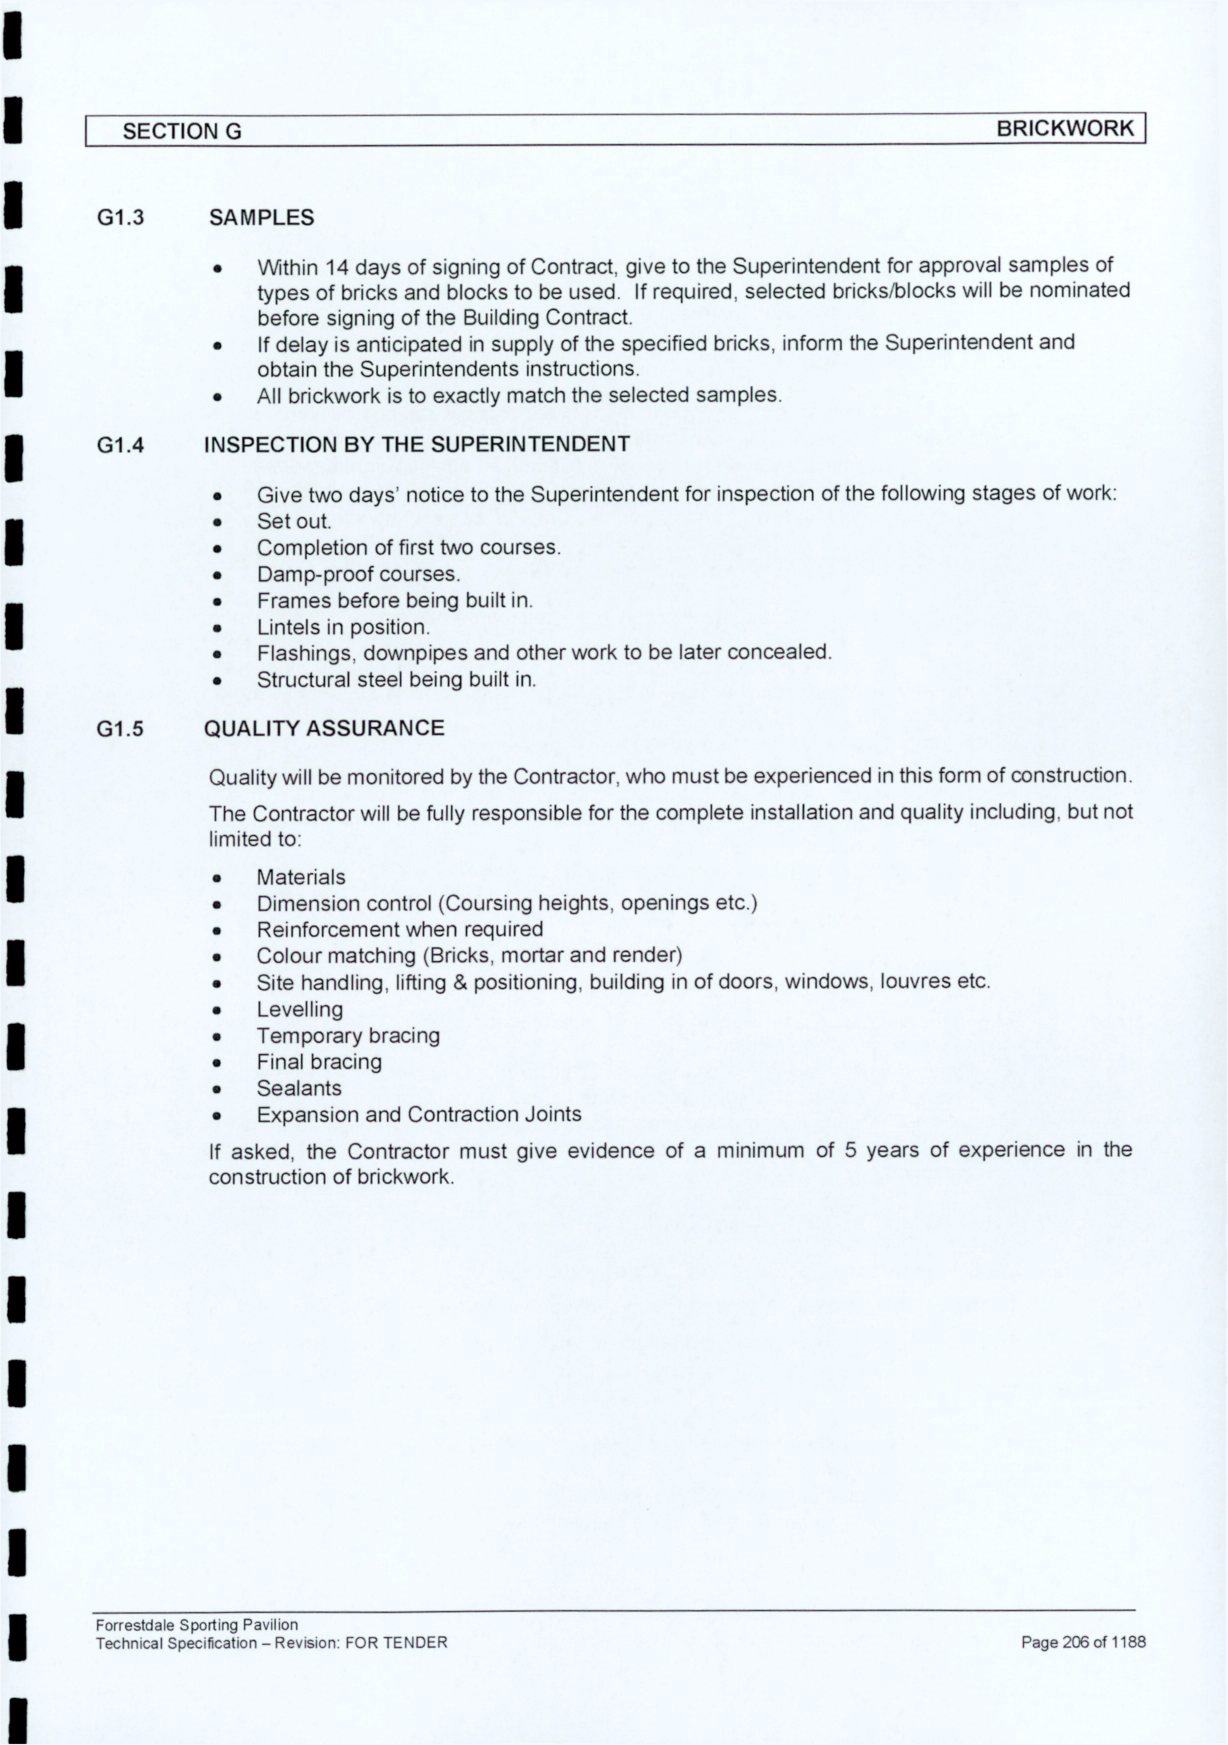 SECTION G BRICKWORK
G1.3 SAMPLES
• Within 14 days of signing of Contract, give to the Superintendent for approval samples of
types of bricks and blocks to be used. If required, selected bricks/blocks will be nominated
before signing of the Building Contract.
• If delay is anticipated in supply of the specified bricks, inform the Superintendent and
obtain the Superintendents instructions.
• All brickwork is to exactly match the selected samples.
G1.4 INSPECTION BY THE SUPERINTENDENT
• Give two days' notice to the Superintendent for inspection of the following stages of work:
• Set out.
• Completion of first two courses.
• Damp-proof courses.
• Frames before being built in.
• Lintels in position.
• Flashings, downpipes and other work to be later concealed.
• Structural steel being built in.
G1.5 QUALITY ASSURANCE
Quality will be monitored by the Contractor, who must be experienced in this form of construction.
The Contractor will be fully responsible for the complete installation and quality including, but not
limited to:
• Materials
• Dimension control (Coursing heights, openings etc.)
• Reinforcement when required
• Colour matching (Bricks, mortar and render)
• Site handling, lifting & positioning, building in of doors, windows, louvres etc.
• Levelling
• Temporary bracing
• Final bracing
• Sealants
• Expansion and Contraction Joints
If asked, the Contractor must give evidence of a minimum of 5 years of experience in the
construction of brickwork.
Forrestdale Sporting Pavilion
Technical Specification – Revision: FOR TENDER Page 206 of 1188